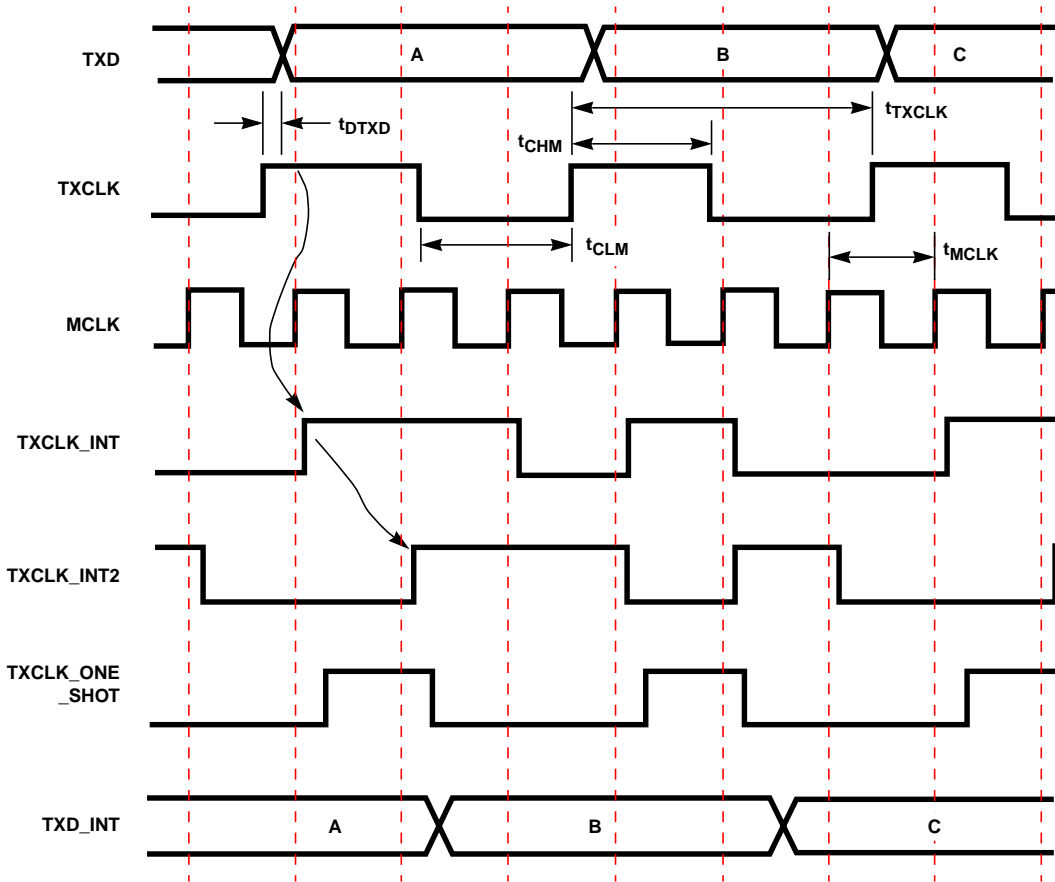 TXD
A
B
C
tDTXD
tTXCLK
tCHM
TXCLK
tCLM
tMCLK
MCLK
TXCLK_INT
TXCLK_INT2
TXCLK_ONE
_SHOT
TXD_INT
A
B
C